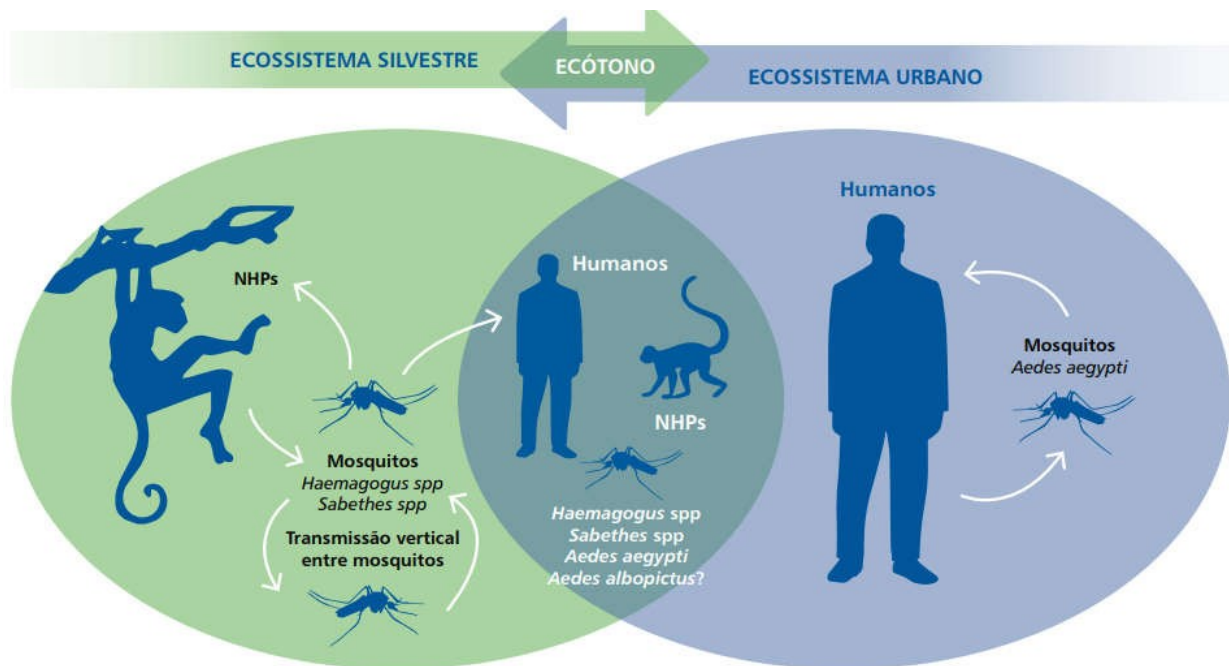 ECOSSISTEMA SILVESTRE
ECÓTONO
ECOSSISTEMA URBANO
NHPs
Mosquitos
Haemagogus spp
Sabethes spp
Transmissão vertical
entre mosquitos
Humanos
NHPs
Haemagogus spp
Sabethes spp
Aedes aegypti
Aedes albopictus?
Humanos
Mosquitos
Aedes aegypti